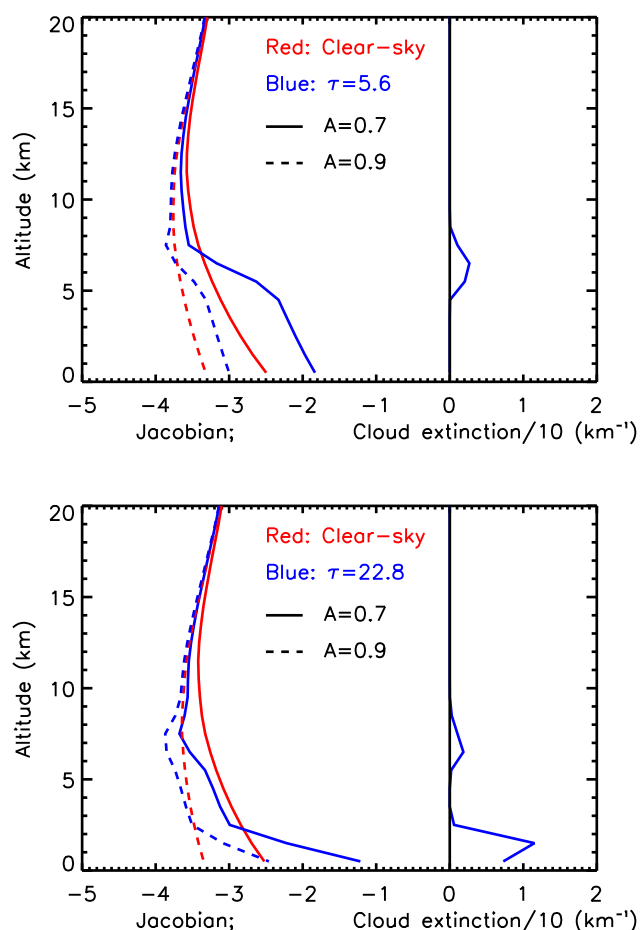 20
15
10
5
0
Altitude (km)
Red: Clear-sky
Blue: τ=5.6
A=0.7
A=0.9
-5 -4 -3 -2 -1 0 1 2
Jacobian; Cloud extinction/10 (km⁻¹)
20
15
10
5
0
Altitude (km)
Red: Clear-sky
Blue: τ=22.8
A=0.7
A=0.9
-5 -4 -3 -2 -1 0 1 2
Jacobian; Cloud extinction/10 (km⁻¹)